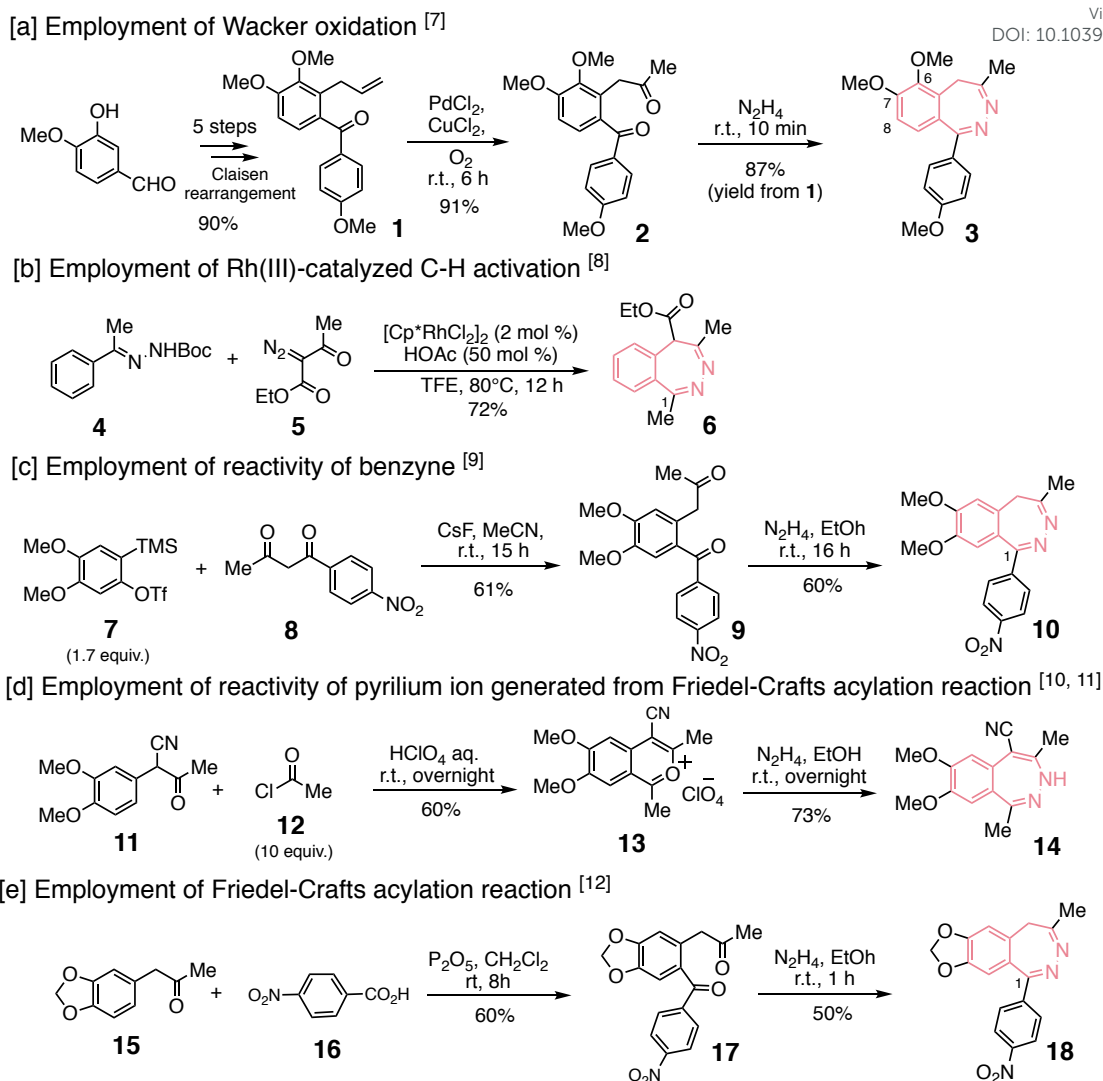 Vi
DOI: 10.1039
[a] Employment of Wacker oxidation [7]
OH
MeO
CHO
5 steps
Claisen
rearrangement
90%
OMe
MeO
O
OMe
1
PdCl2,
CuCl2,
O2
r.t., 6 h
91%
OMe
MeO
Me
O
O
MeO
2
N2H4
r.t., 10 min
87%
(yield from 1)
OMe
MeO
6
7
8
Me
N
N
MeO
3
[b] Employment of Rh(III)-catalyzed C-H activation [8]
Me
N
NHBoc
4
+
Me
N2
O
O
EtO
5
[Cp*RhCl2]2 (2 mol %)
HOAc (50 mol %)
TFE, 80°C, 12 h
72%
EtO
O
Me
N
N
1
Me
6
[c] Employment of reactivity of benzyne [9]
MeO
MeO
TMS
OTf
7
(1.7 equiv.)
+
O
O
Me
NO2
8
CsF, MeCN,
r.t., 15 h
61%
Me
O
MeO
MeO
O
NO2
9
N2H4, EtOh
r.t., 16 h
60%
MeO
MeO
Me
N
N
1
O2N
10
[d] Employment of reactivity of pyrilium ion generated from Friedel-Crafts acylation reaction [10, 11]
CN
MeO
MeO
Me
O
11
+
O
Cl
Me
12
(10 equiv.)
HClO4 aq.
r.t., overnight
60%
CN
MeO
MeO
Me
O
+
Me
−
ClO4
13
N2H4, EtOH
r.t., overnight
73%
NC
MeO
MeO
Me
NH
N
Me
14
[e] Employment of Friedel-Crafts acylation reaction [12]
O
O
Me
O
15
+
NO2
CO2H
16
P2O5, CH2Cl2
rt, 8h
60%
O
O
Me
O
O
O2N
17
N2H4, EtOh
r.t., 1 h
50%
O
O
Me
N
N
1
O2N
18